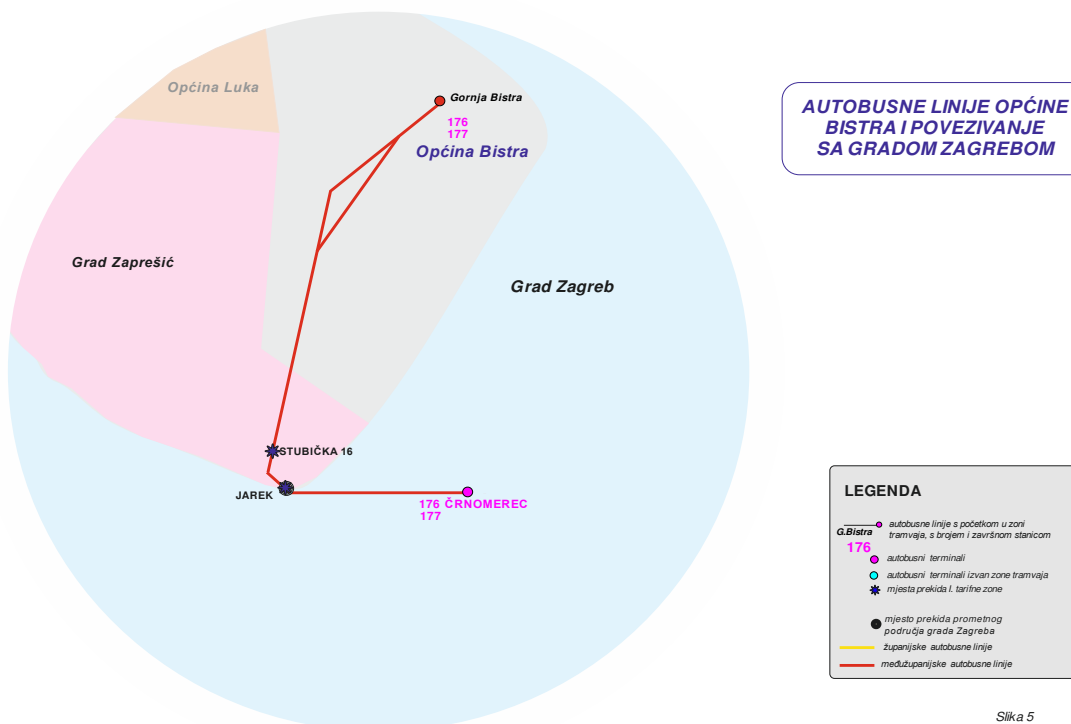 Općina Luka
Gornja Bistra
176
177
Općina Bistra
AUTOBUSNE LINIJE OPĆINE
BISTRA I POVEZIVANJE
SA GRADOM ZAGREBOM
Grad Zaprešić
Grad Zagreb
STUBIČKA 16
JAREK
176 ČRNOMEREC
177
LEGENDA
G.Bistra
176
autobusne linije s početkom u zoni
tramvaja, s brojem i završnom stanicom
autobusni terminali
autobusni terminali izvan zone tramvaja
mjesta prekida I. tarifne zone
mjesto prekida prometnog
područja grada Zagreba
županijske autobusne linije
međužupanijske autobusne linije
Slika 5